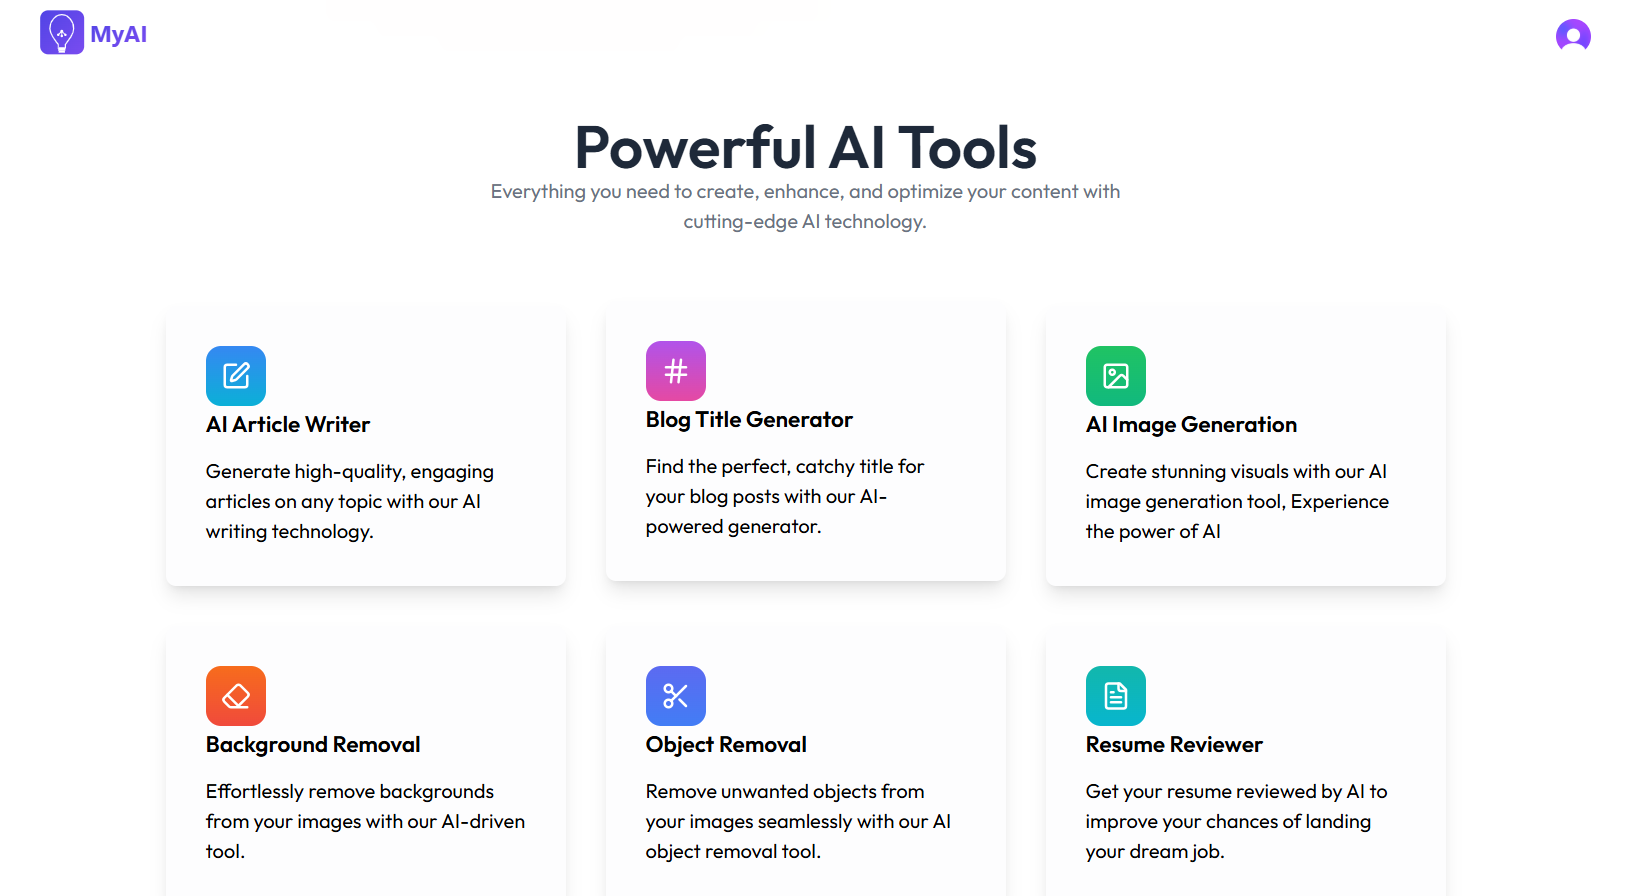 MyAI
Powerful AI Tools
Everything you need to create, enhance, and optimize your content with
cutting-edge AI technology.
AI Article Writer
Generate high-quality, engaging
articles on any topic with our AI
writing technology.
Blog Title Generator
Find the perfect, catchy title for
your blog posts with our AI-
powered generator.
AI Image Generation
Create stunning visuals with our AI
image generation tool, Experience
the power of AI
Background Removal
Effortlessly remove backgrounds
from your images with our AI-driven
tool.
Object Removal
Remove unwanted objects from
your images seamlessly with our AI
object removal tool.
Resume Reviewer
Get your resume reviewed by AI to
improve your chances of landing
your dream job.